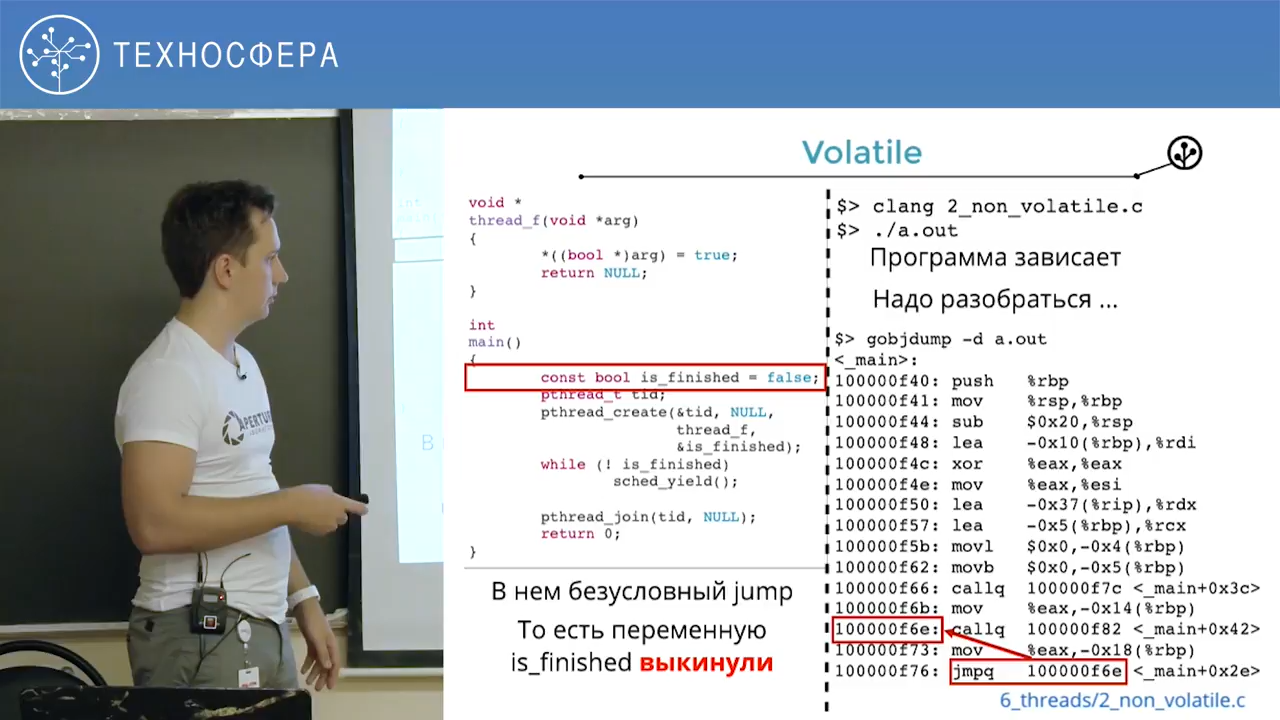 ТЕХНОСФЕРА
Volatile
void *
thread_f(void *arg)
{
*((bool *)arg) = true;
return NULL;
}
int
main()
{
const bool is_finished = false;
pthread_t tid;
pthread_create(&tid, NULL,
thread_f,
&is_finished);
while (! is_finished)
sched_yield();
pthread_join(tid, NULL);
return 0;
}
В нем безусловный jump
То есть переменную
is_finished выкинули
$> clang 2_non_volatile.c
$> ./a.out
Программа зависает
Надо разобраться ...
$> gobjdump -d a.out
<_main>:
100000f40: push %rbp
100000f41: mov %rsp,%rbp
100000f44: sub $0x20,%rsp
100000f48: lea -0x10(%rbp),%rdi
100000f4c: xor %eax,%eax
100000f4e: mov %eax,%esi
100000f50: lea -0x37(%rip),%rdx
100000f57: lea -0x5(%rbp),%rcx
100000f5b: movl $0x0,-0x4(%rbp)
100000f62: movb $0x0,-0x5(%rbp)
100000f66: callq 100000f7c <_main+0x3c>
100000f6b: mov %eax,-0x14(%rbp)
100000f6e: callq 100000f82 <_main+0x42>
100000f73: mov %eax,-0x18(%rbp)
100000f76: jmpq 100000f6e <_main+0x2e>
6_threads/2_non_volatile.c